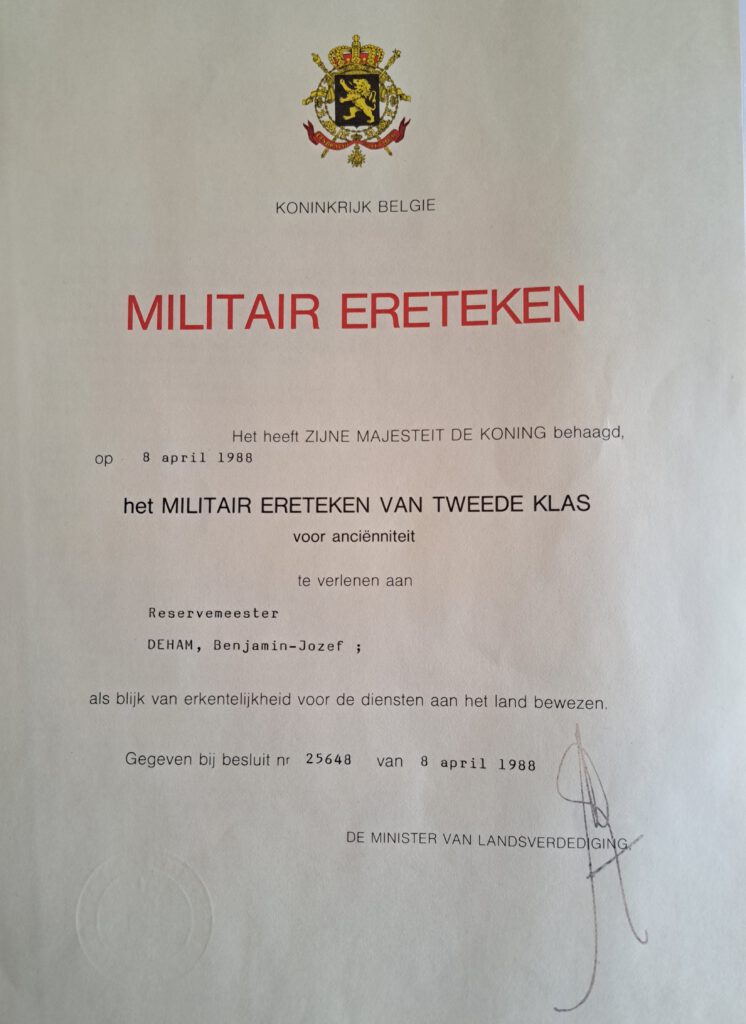 KONINKRIJK BELGIE
MILITAIR ERETEKEN
Het heeft ZIJNE MAJESTEIT DE KONING behaagd,
op 8 april 1988
het MILITAIR ERETEKEN VAN TWEEDE KLAS
voor anciënniteit
te verlenen aan
Reservemeester
DEHAM, Benjamin-Jozef ;
als blijk van erkentelijkheid voor de diensten aan het land bewezen.
Gegeven bij besluit nr 25648 van 8 april 1988
DE MINISTER VAN LANDSVERDEDIGING,